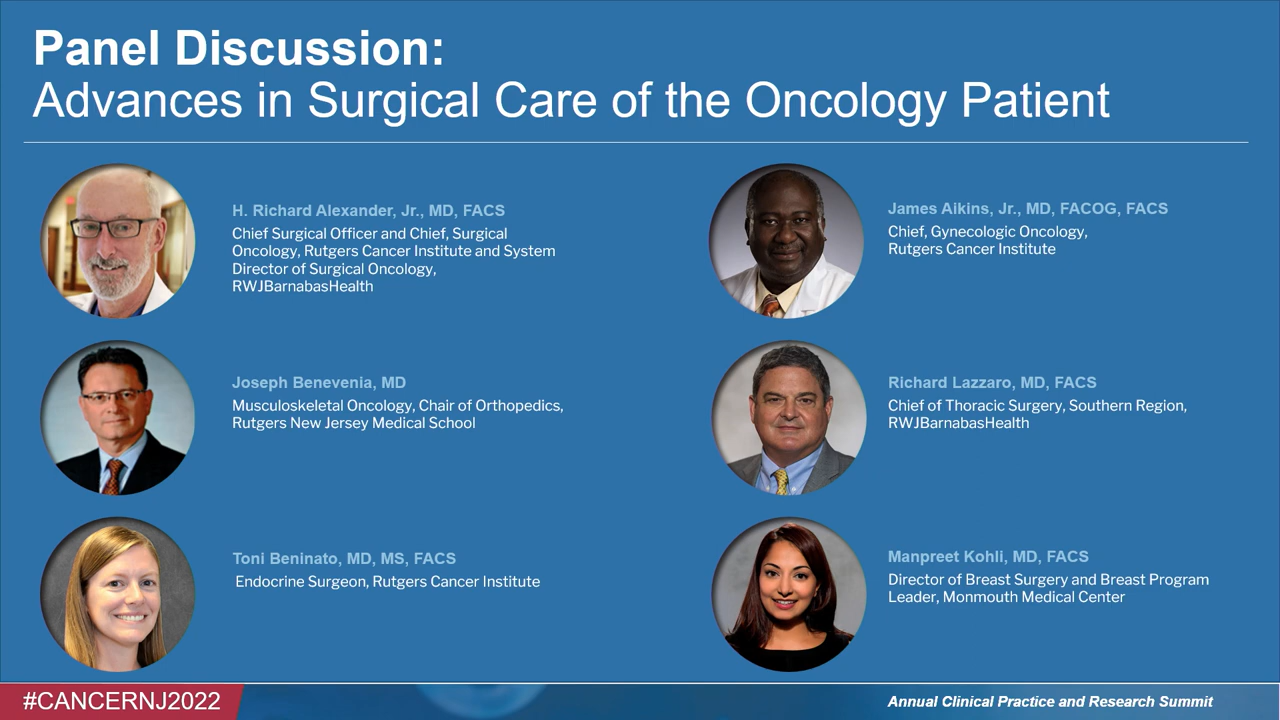 Panel Discussion:
Advances in Surgical Care of the Oncology Patient
H. Richard Alexander, Jr., MD, FACS
Chief Surgical Officer and Chief, Surgical
Oncology, Rutgers Cancer Institute and System
Director of Surgical Oncology,
RWJBarnabasHealth
James Aikins, Jr., MD, FACOG, FACS
Chief, Gynecologic Oncology,
Rutgers Cancer Institute
Joseph Benevenia, MD
Musculoskeletal Oncology, Chair of Orthopedics,
Rutgers New Jersey Medical School
Richard Lazzaro, MD, FACS
Chief of Thoracic Surgery, Southern Region,
RWJBarnabasHealth
Toni Beninato, MD, MS, FACS
Endocrine Surgeon, Rutgers Cancer Institute
Manpreet Kohli, MD, FACS
Director of Breast Surgery and Breast Program
Leader, Monmouth Medical Center
#CANCERNJ2022
Annual Clinical Practice and Research Summit